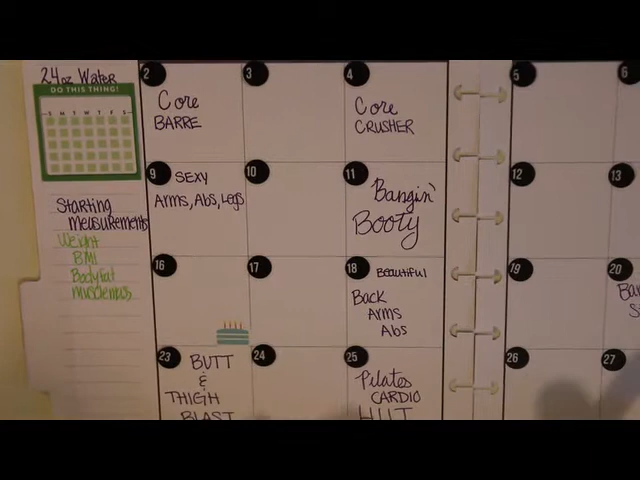 24oz Water
DO THIS THING!
S M T W T F S
Starting
Measurements
Weight
BMI
Bodyfat
2
Core
BARRE
3
4
Core
CRUSHER
5
6
9
SEXY
Arms, Abs, Legs
10
11
Bangin'
Booty
12
13
16
17
18
Beautiful
Back
Arms
Abs
19
20
23
BUTT
&
THIGH
BLAST
24
25
Pilates
CARDIO
HIIT
26
27